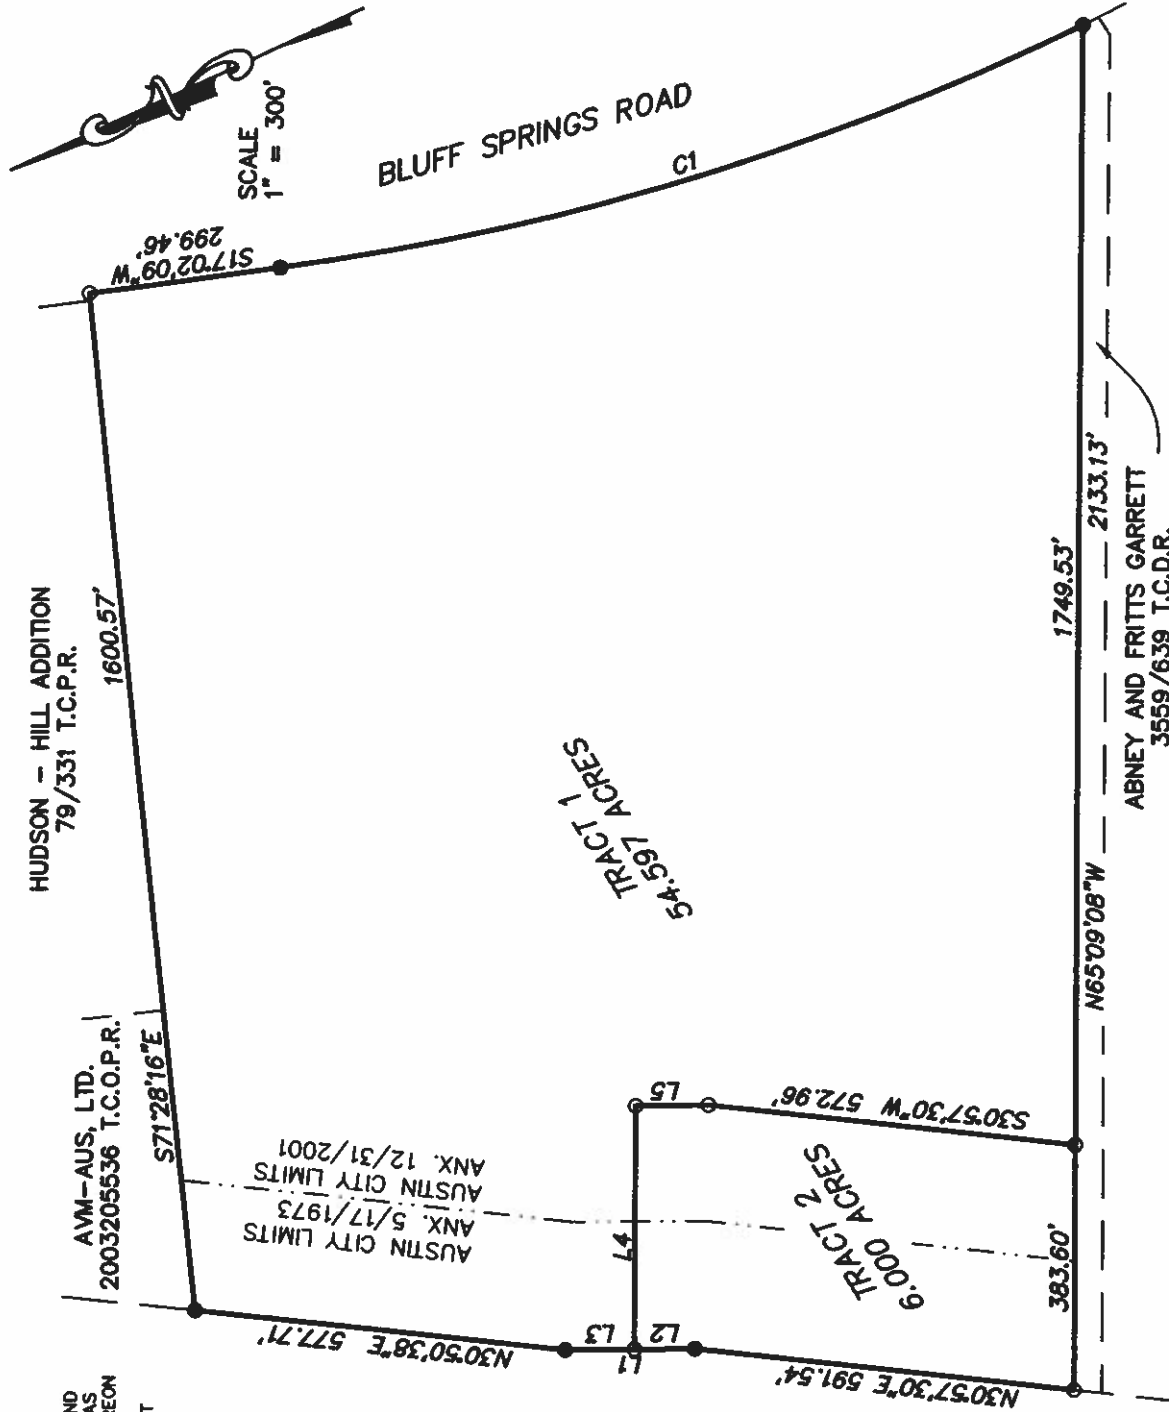 SCALE
1" = 300'
BLUFF SPRINGS ROAD
C1
S17°02'09"W
299.46'
HUDSON - HILL ADDITION
79/331 T.C.P.R.
1600.57'
AVM-AUS, LTD.
2003205536 T.C.O.P.R.
S71°28'16"E
AUSTIN CITY LIMITS
ANX. 12/31/2001
AUSTIN CITY LIMITS
ANX. 5/17/1973
TRACT 1
54.597 ACRES
N30°50'38"E 577.71'
L3
L1
L2
L4
L5
S30°57'30"W 572.96'
TRACT 2
6.000 ACRES
N30°57'30"E 591.54'
383.60'
1749.53'
N65°09'08"W
2133.13'
ABNEY AND FRITTS GARRETT
3559/639 T.C.D.R.
ND
AS
REON
T